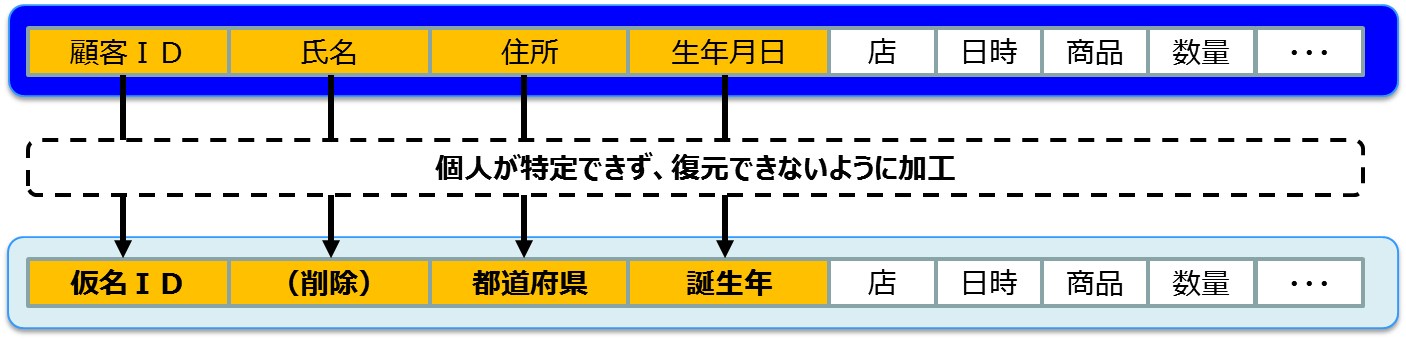 顧客ＩＤ 氏名 住所 生年月日 店 日時 商品 数量 ･･･
個人が特定できず、復元できないように加工
仮名ＩＤ （削除） 都道府県 誕生年 店 日時 商品 数量 ･･･